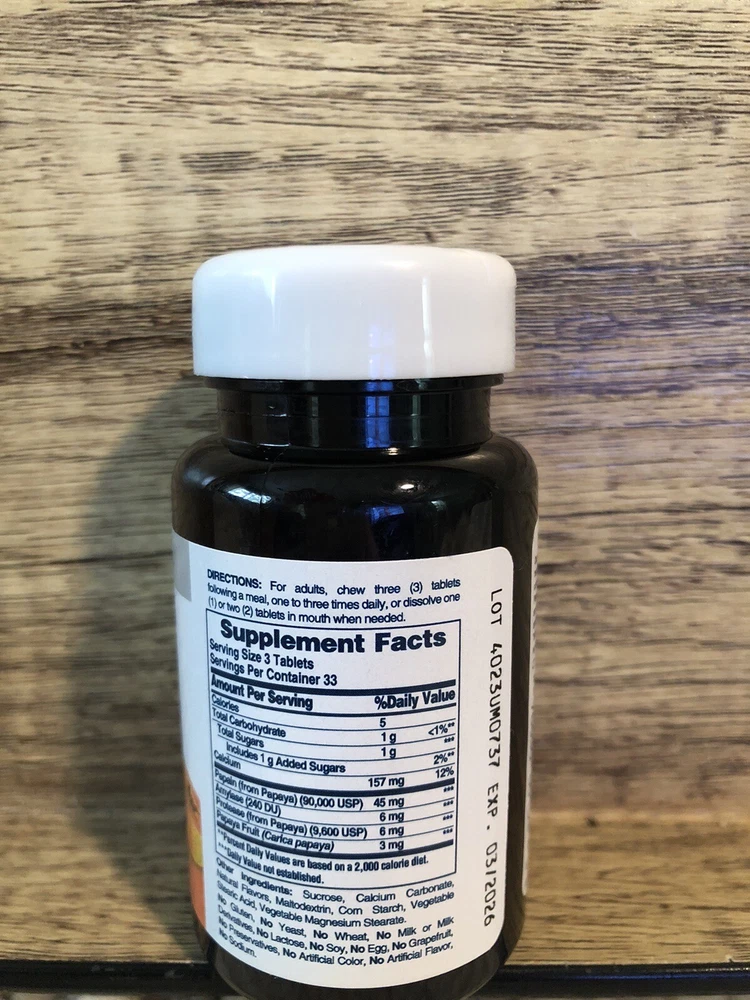 DIRECTIONS: For adults, chew three (3) tablets
following a meal, one to three times daily, or dissolve one
(1) or two (2) tablets in mouth when needed.
Supplement Facts
Serving Size 3 Tablets
Servings Per Container 33
Amount Per Serving %Daily Value
Calories 5
Total Carbohydrate 1 g <1%**
Total Sugars 1 g ***
Includes 1 g Added Sugars 2%**
Calcium 157 mg 12%
Papain (from Papaya) (90,000 USP) 45 mg ***
Amylase (240 DU) 6 mg ***
Protease (from Papaya) (9,600 USP) 6 mg ***
Papaya Fruit (Carica papaya) 3 mg
**Percent Daily Values are based on a 2,000 calorie diet.
***Daily Value not established.
Other Ingredients: Sucrose, Calcium Carbonate,
Natural Flavors, Maltodextrin, Corn Starch, Vegetable
Stearic Acid, Vegetable Magnesium Stearate.
No Gluten, No Yeast, No Wheat, No Milk or Milk
Derivatives, No Lactose, No Soy, No Egg, No Grapefruit,
No Preservatives, No Artificial Color, No Artificial Flavor,
No Sodium.
LOT 4023UM0737 EXP. 03/2026